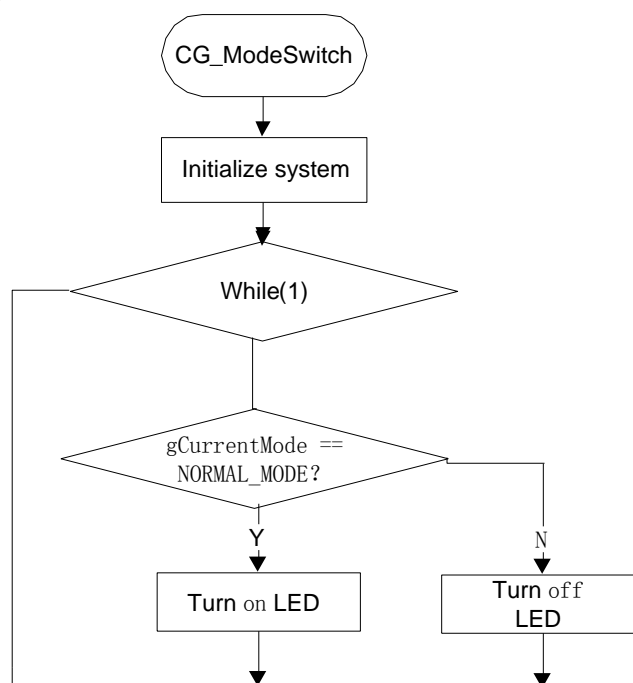 CG_ModeSwitch
Initialize system
While(1)
gCurrentMode ==
NORMAL_MODE?
Y
N
Turn on LED
Turn off
LED